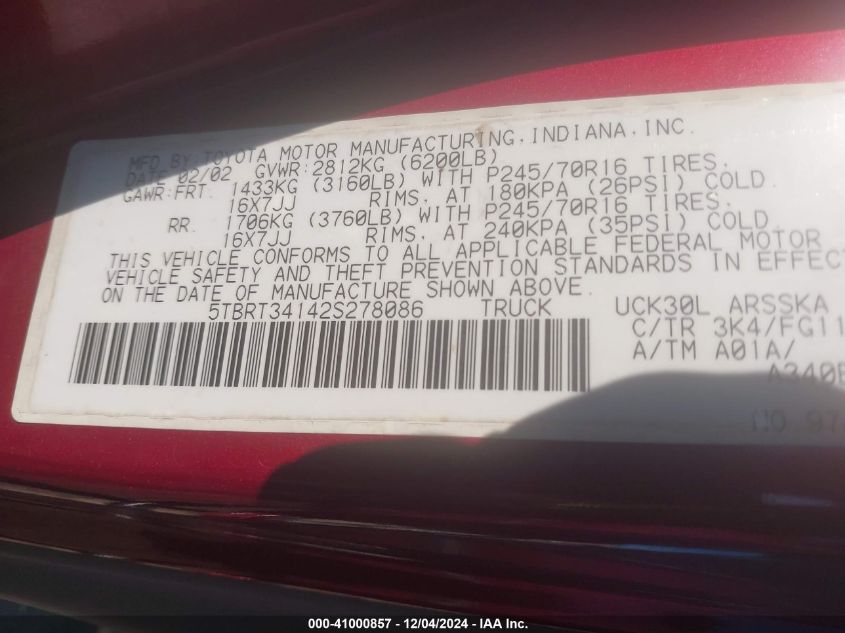 MFD BY:TOYOTA MOTOR MANUFACTURING, INDIANA, INC.
DATE 02/02 GVWR:2812KG (6200LB)
GAWR:FRT. 1433KG (3160LB) WITH P245/70R16 TIRES,
16X7JJ RIMS, AT 180KPA (26PSI) COLD.
RR. 1706KG (3760LB) WITH P245/70R16 TIRES,
16X7JJ RIMS, AT 240KPA (35PSI) COLD.
THIS VEHICLE CONFORMS TO ALL APPLICABLE FEDERAL MOTOR
VEHICLE SAFETY AND THEFT PREVENTION STANDARDS IN EFFECT
ON THE DATE OF MANUFACTURE SHOWN ABOVE.
5TBRT34142S278086 TRUCK UCK30L ARSSKA
C/TR 3K4/FG11
A/TM A01A/
A340E
NO
000-41000857 - 12/04/2024 - IAA Inc.